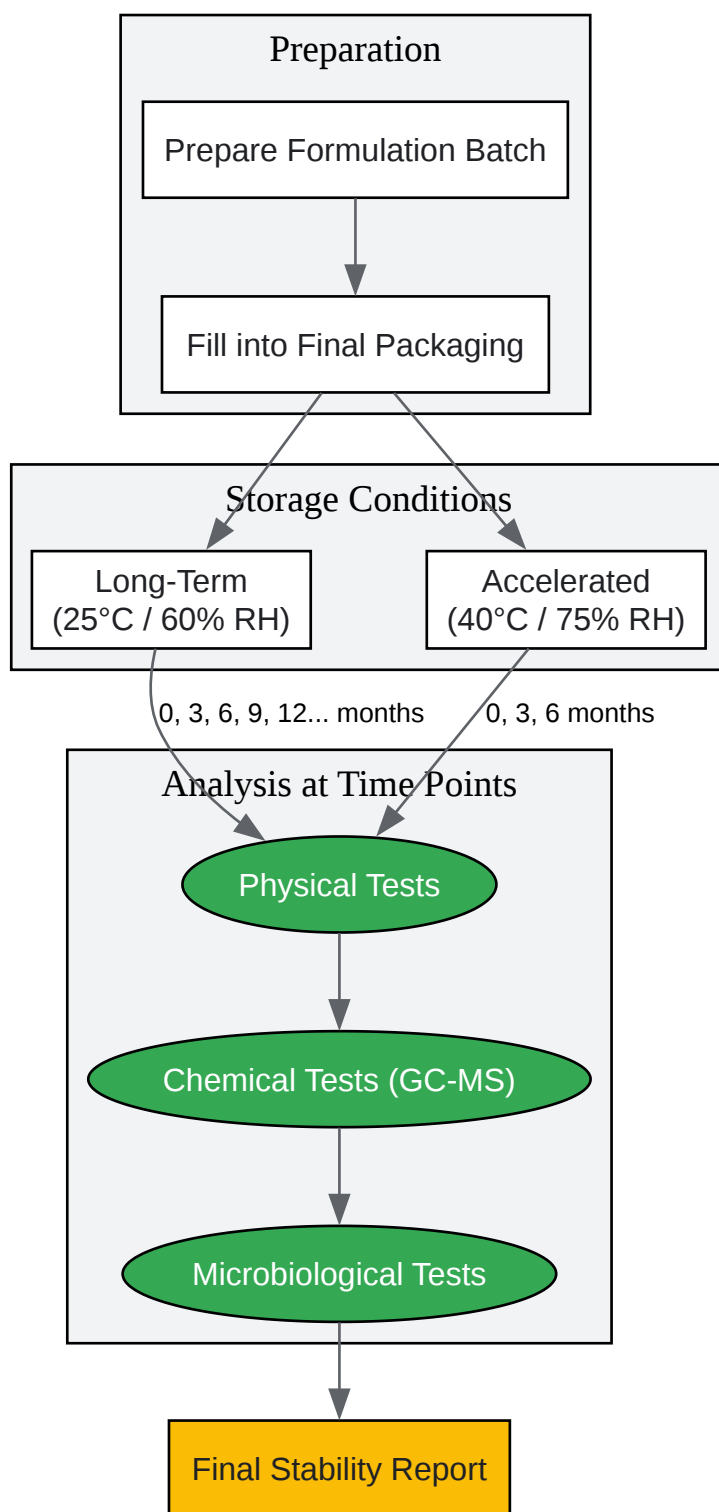 Preparation
Prepare Formulation Batch
Fill into Final Packaging
Storage Conditions
Long-Term
(25°C / 60% RH)
Accelerated
(40°C / 75% RH)
0, 3, 6, 9, 12... months
0, 3, 6 months
Analysis at Time Points
Physical Tests
Chemical Tests (GC-MS)
Microbiological Tests
Final Stability Report